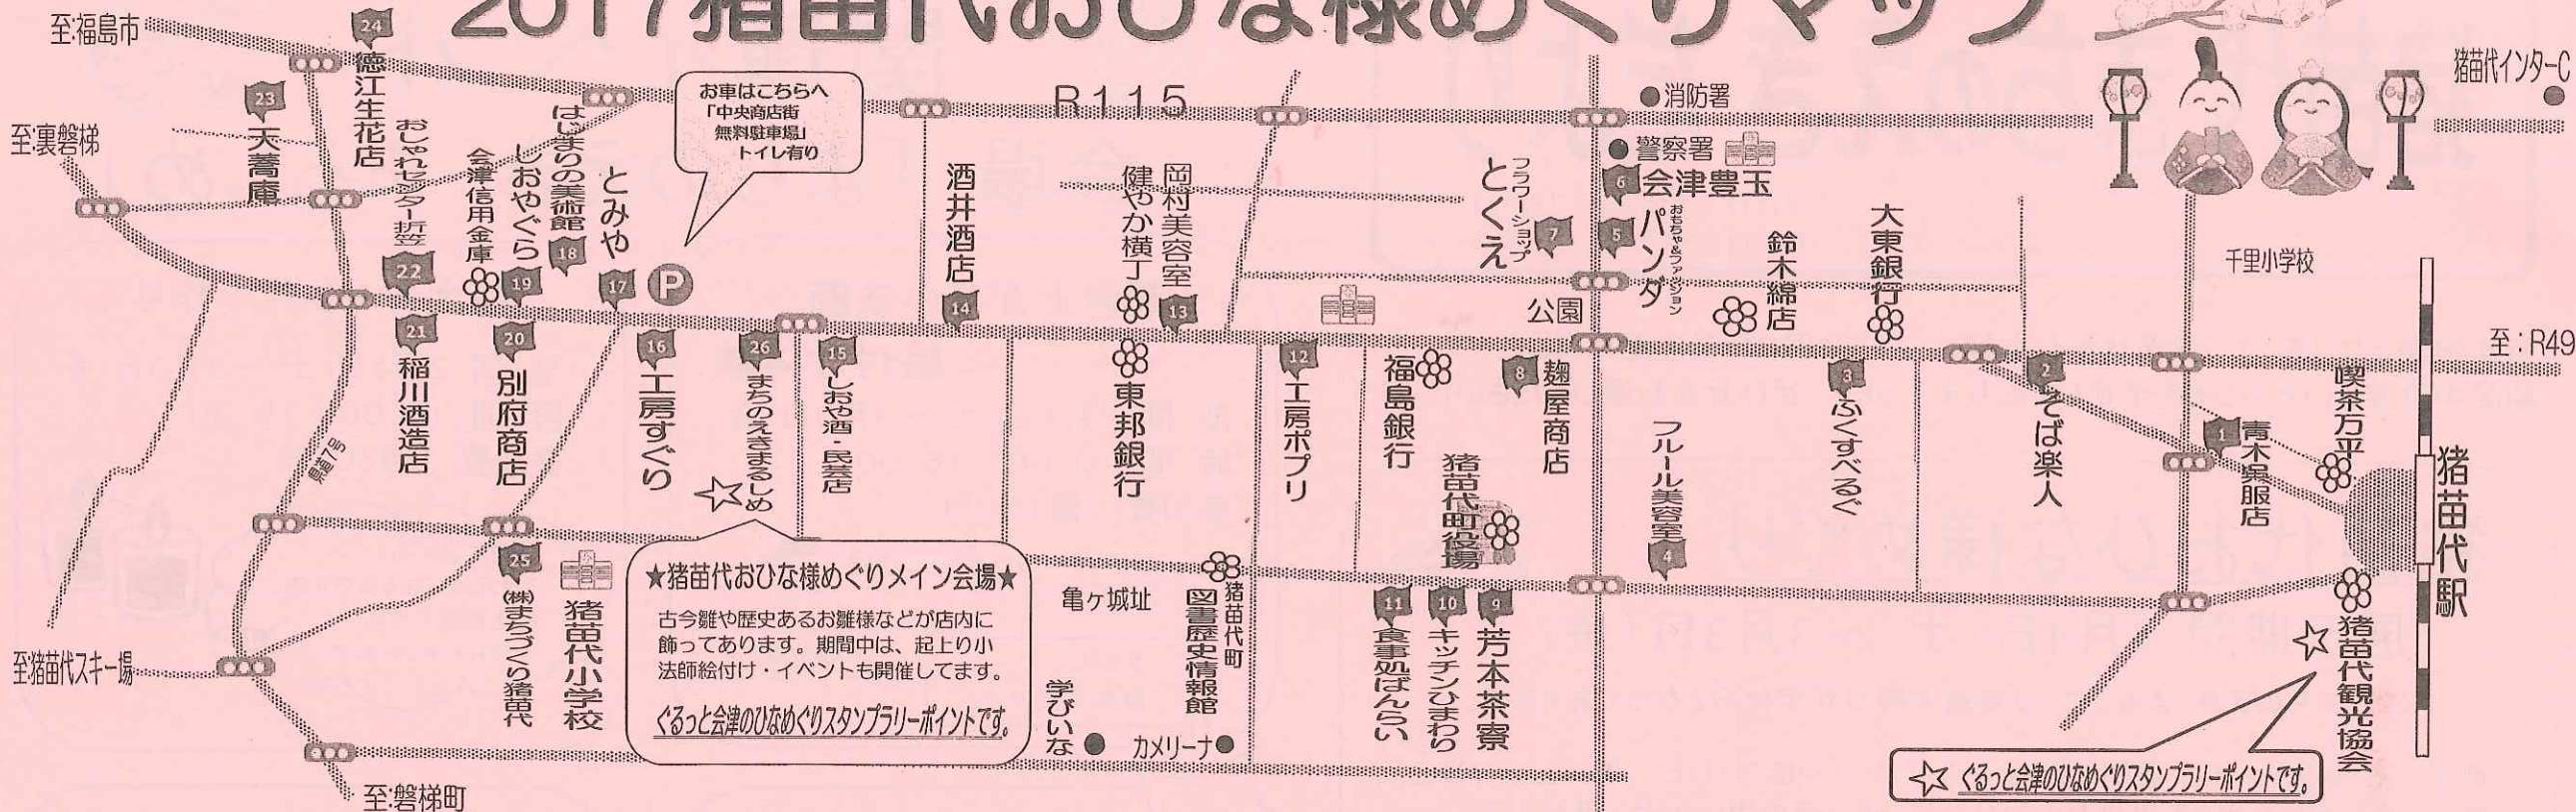 2017猪苗代おひな様めぐりマップ
至:福島市
24
徳江生花店
23
天蕎庵
至:裏磐梯
おしゃれセンター折笠
22
会津信用金庫
しおやぐら
19
はじまりの美術館
18
とみや
17
P
お車はこちらへ
「中央商店街
無料駐車場」
トイレ有り
R115
酒井酒店
14
健やか横丁
岡村美容室
13
フラワーショップ
とくえ
7
●消防署
●警察署
6
会津豊玉
5
おもちゃ&ファッション
パンダ
公園
鈴木綿店
大東銀行
猪苗代インターC
千里小学校
至:R49
21
稲川酒造店
20
別府商店
16
工房すぐり
26
まちのえきまるしめ
15
しおや酒・民芸店
東邦銀行
12
工房ポプリ
福島銀行
8
麹屋商店
猪苗代町役場
フルール美容室
4
3
ふくすべるぐ
2
そば楽人
1
青木呉服店
喫茶万平
猪苗代駅
県道7号
25
(株)まちづくり猪苗代
猪苗代小学校
★猪苗代おひな様めぐりメイン会場★
古今雛や歴史あるお雛様などが店内に
飾ってあります。期間中は、起上り小
法師絵付け・イベントも開催してます。
ぐるっと会津のひなめぐりスタンプラリーポイントです。
亀ヶ城址
猪苗代町
図書歴史情報館
学びいな
カメリーナ
11
食事処ばんらい
10
キッチンひまわり
9
芳本茶寮
猪苗代観光協会
☆ ぐるっと会津のひなめぐりスタンプラリーポイントです。
至:猪苗代スキー場
至:磐梯町